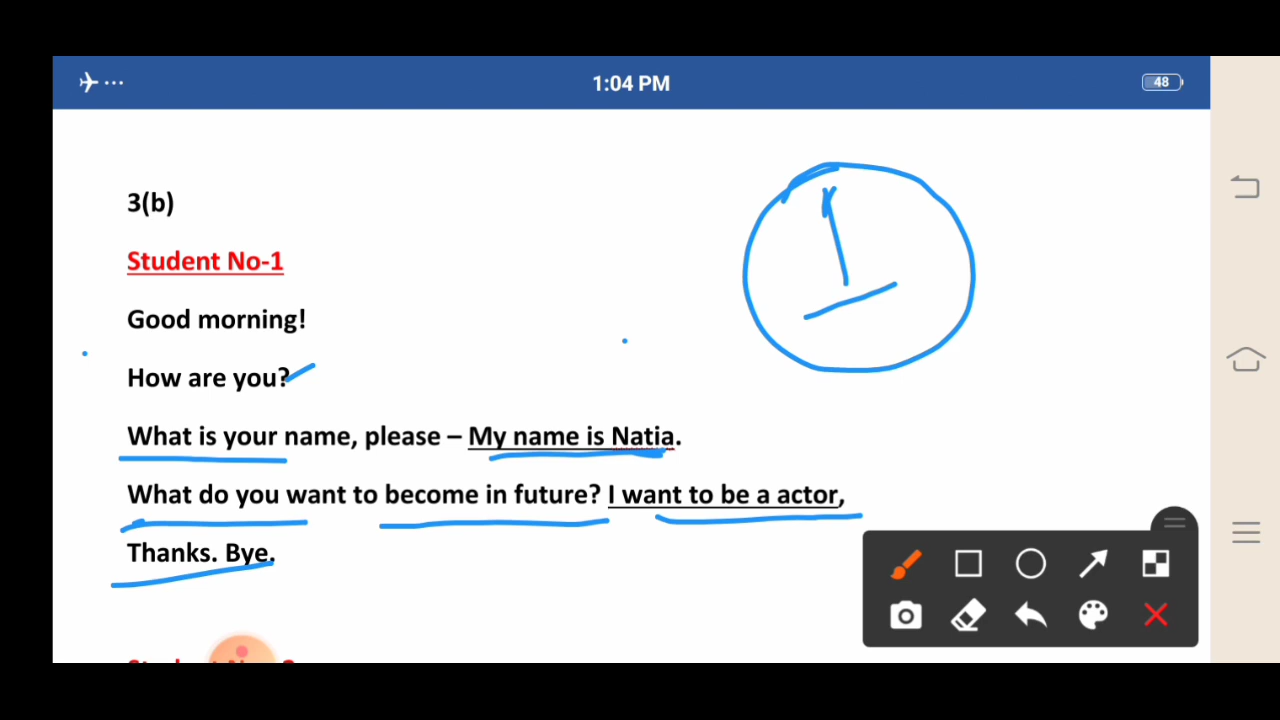 1:04 PM
48
3(b)
Student No-1
Good morning!
How are you?
What is your name, please – My name is Natia.
What do you want to become in future? I want to be a actor,
Thanks. Bye.